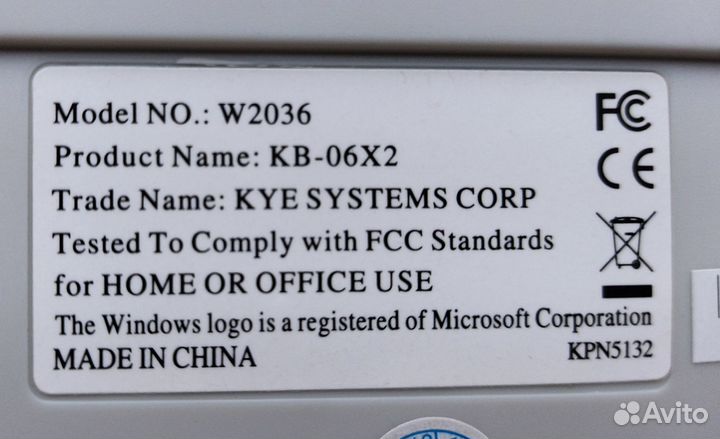 Model NO.: W2036
Product Name: KB-06X2
Trade Name: KYE SYSTEMS CORP
Tested To Comply with FCC Standards
for HOME OR OFFICE USE
The Windows logo is a registered of Microsoft Corporation
MADE IN CHINA
KPN5132
FC
CE
Avito